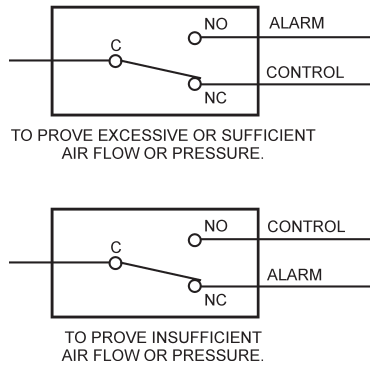 NO ALARM
C
CONTROL
NC
TO PROVE EXCESSIVE OR SUFFICIENT
AIR FLOW OR PRESSURE.
NO CONTROL
C
ALARM
NC
TO PROVE INSUFFICIENT
AIR FLOW OR PRESSURE.